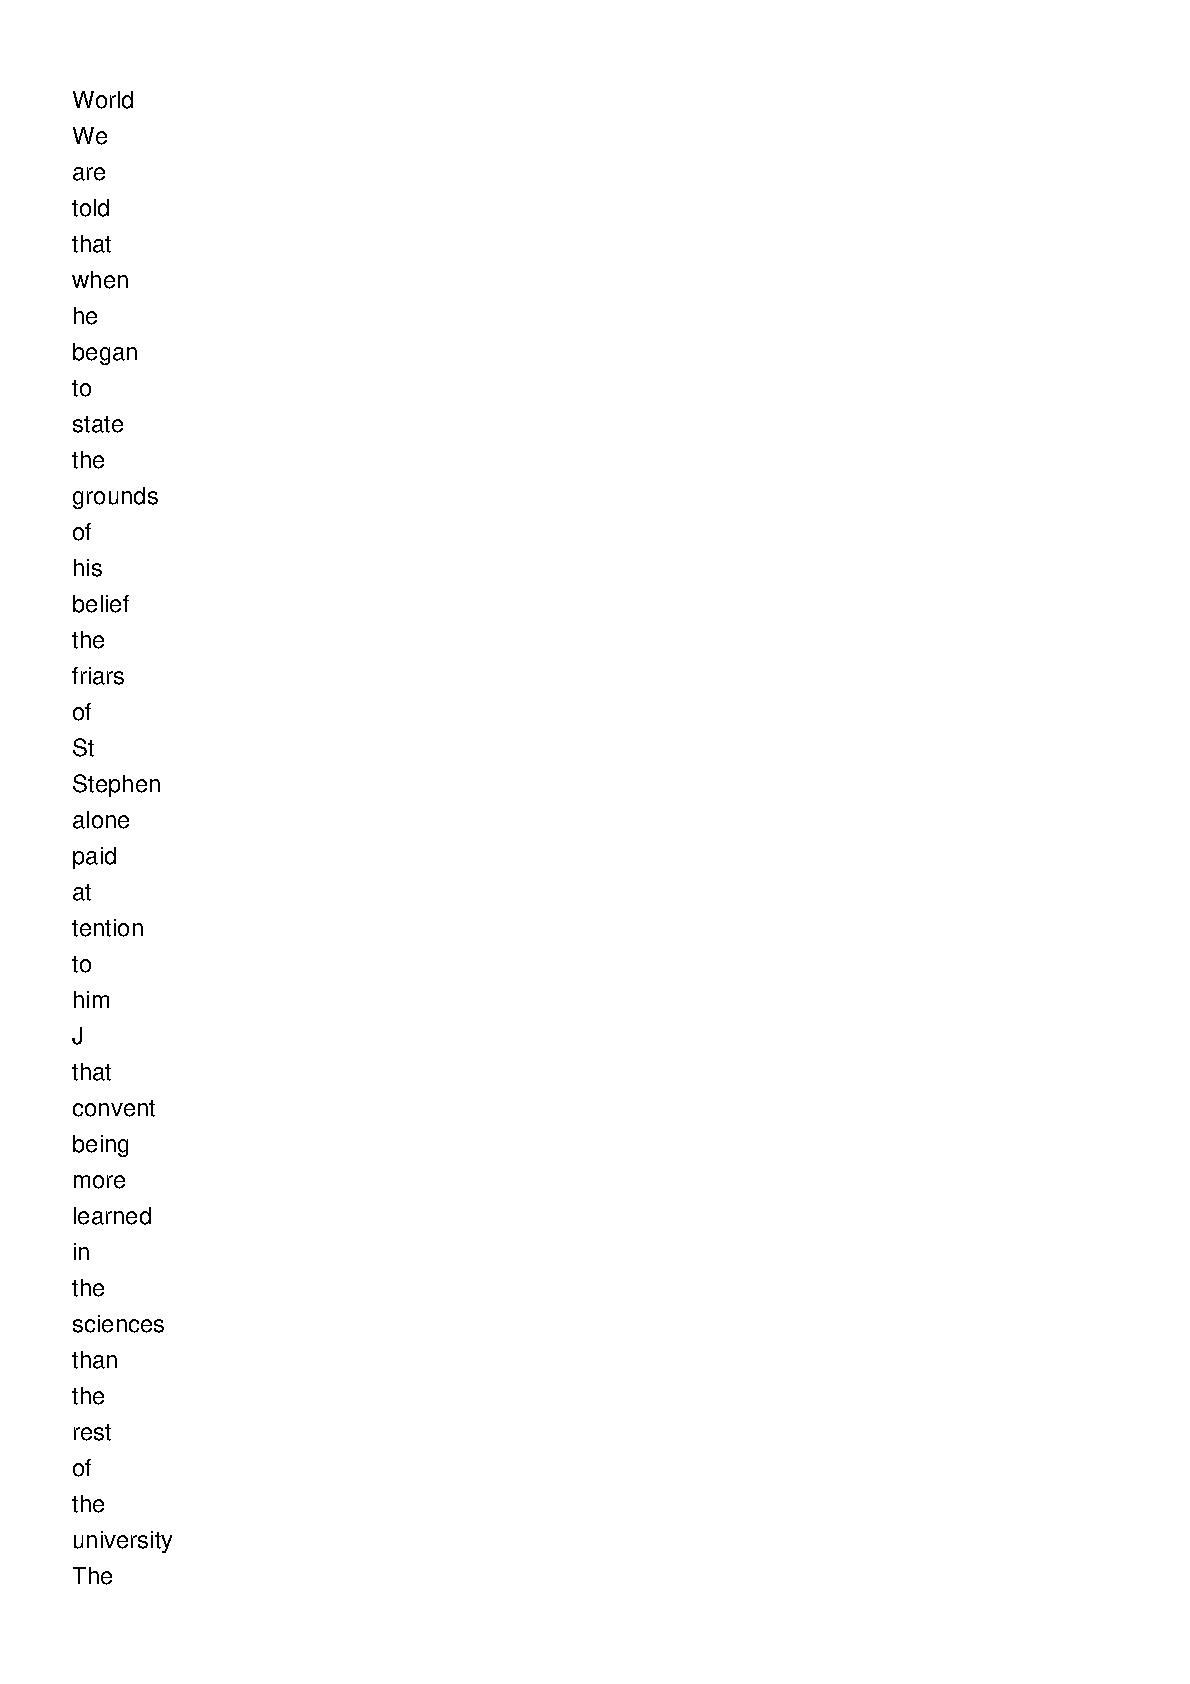 World
We
are
told
that
when
he
began
to
state
the
grounds
of
his
belief
the
friars
of
St
Stephen
alone
paid
at
tention
to
him
J
that
convent
being
more
learned
in
the
sciences
than
the
rest
of
the
university
The